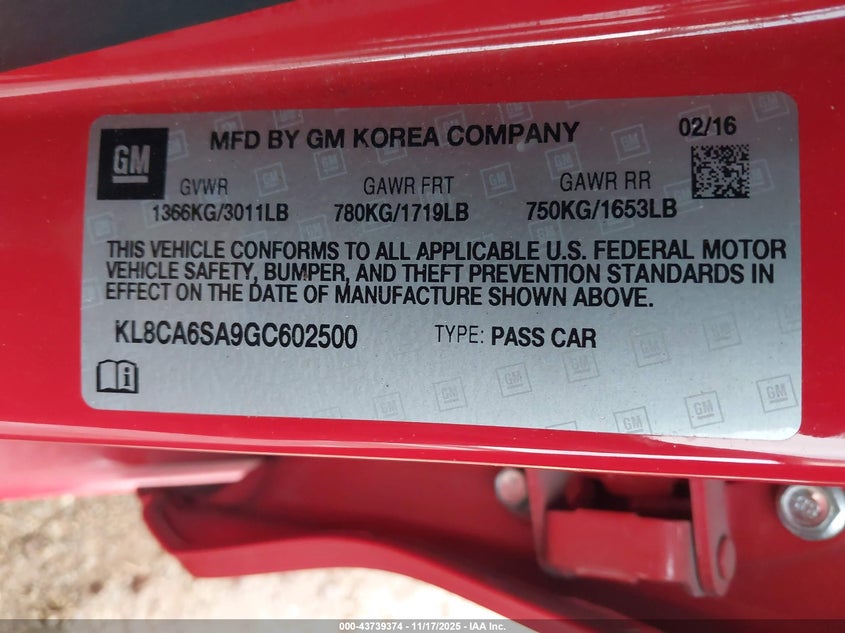 GM
MFD BY GM KOREA COMPANY
02/16
GVWR GAWR FRT GAWR RR
1366KG/3011LB 780KG/1719LB 750KG/1653LB
THIS VEHICLE CONFORMS TO ALL APPLICABLE U.S. FEDERAL MOTOR
VEHICLE SAFETY, BUMPER, AND THEFT PREVENTION STANDARDS IN
EFFECT ON THE DATE OF MANUFACTURE SHOWN ABOVE.
KL8CA6SA9GC602500 TYPE: PASS CAR
000-43739374 | 11/17/2025 | IAA Inc.